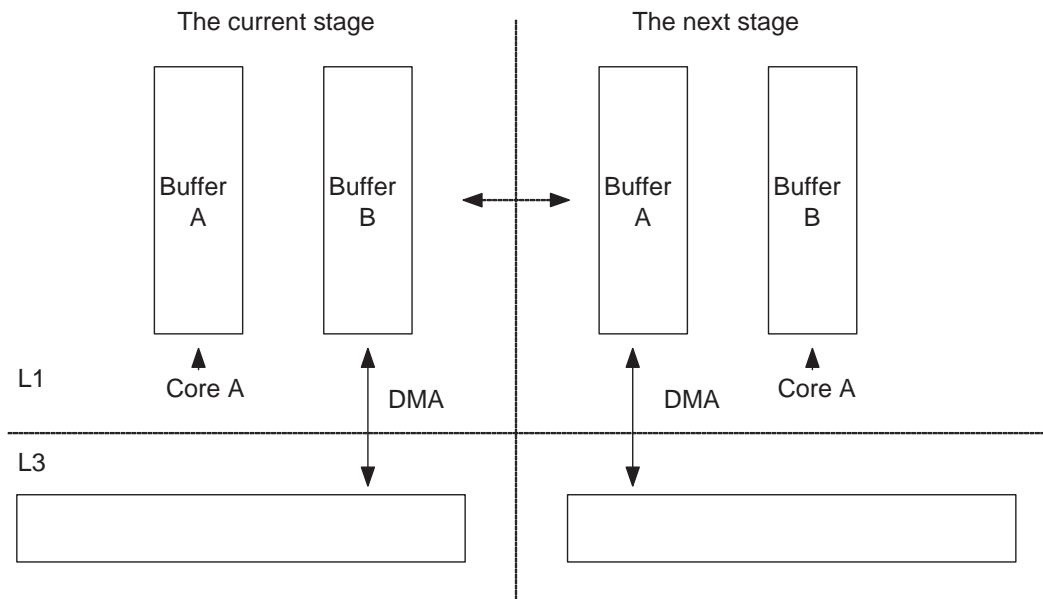 The current stage
The next stage
Buffer
A
Buffer
B
Buffer
A
Buffer
B
L1
Core A
DMA
DMA
Core A
L3